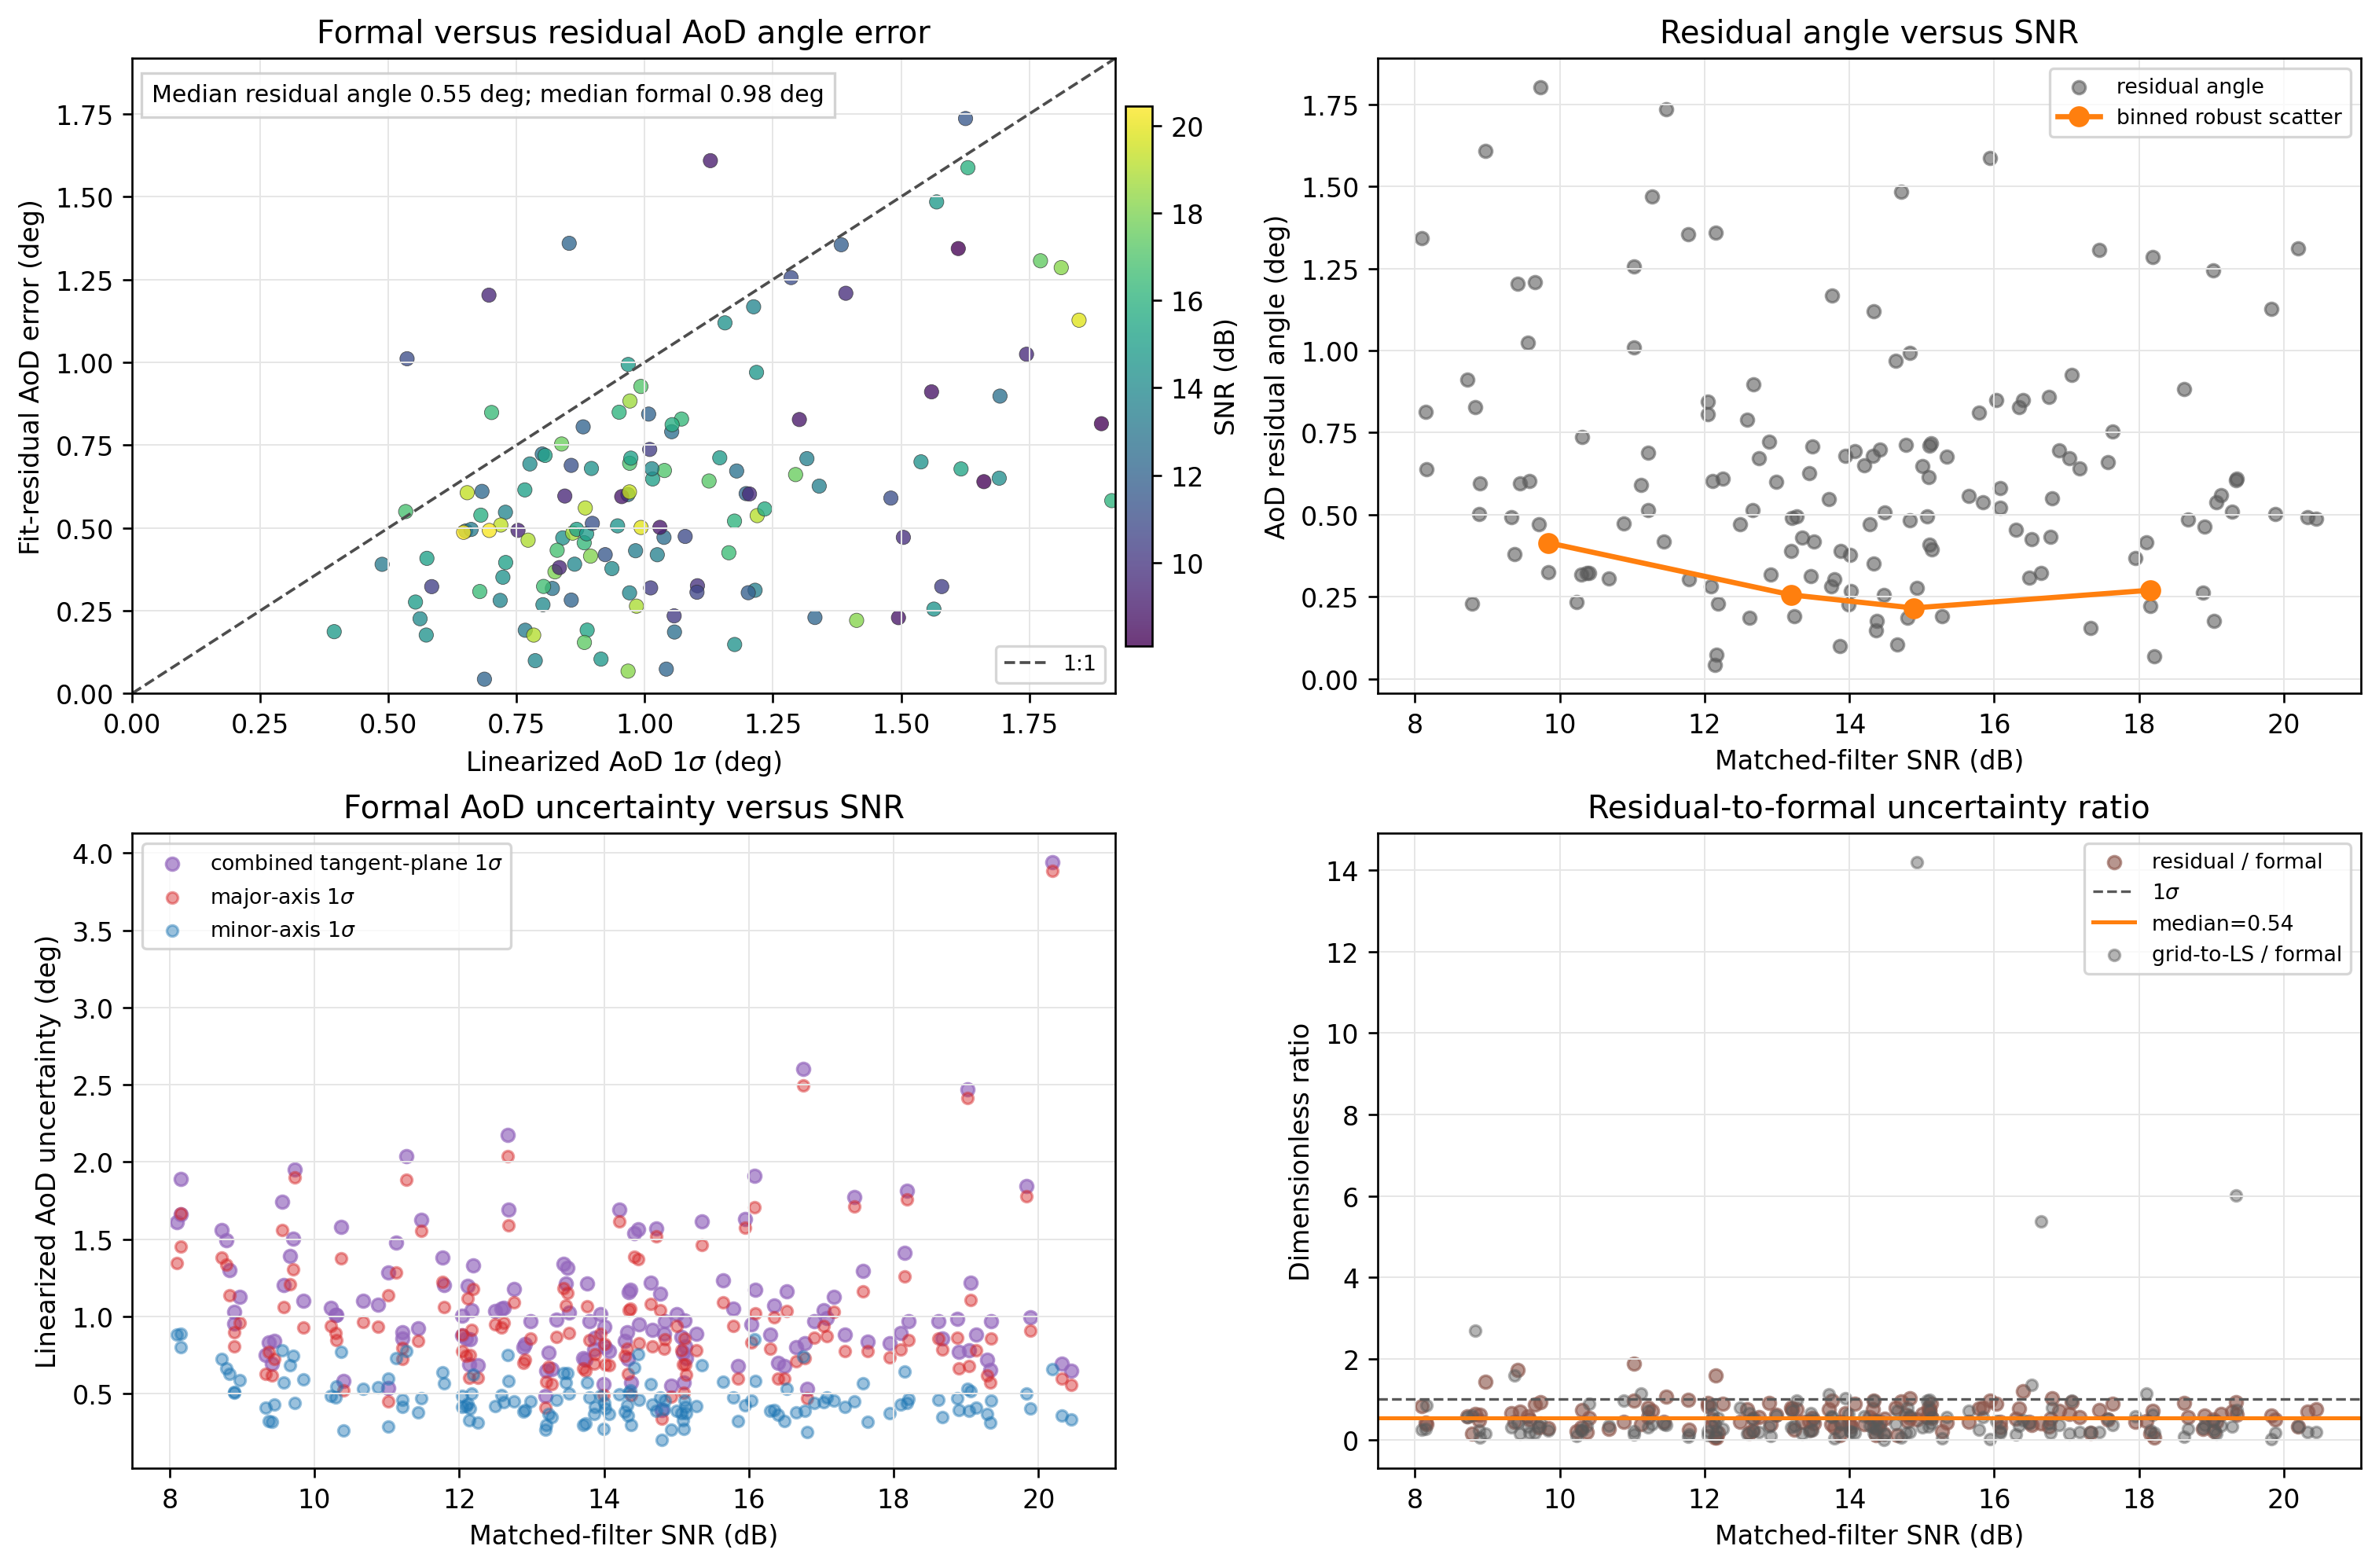 Formal versus residual AoD angle error
Median residual angle 0.55 deg; median formal 0.98 deg
Fit-residual AoD error (deg)
1.75
1.50
1.25
1.00
0.75
0.50
0.25
0.00
0.00 0.25 0.50 0.75 1.00 1.25 1.50 1.75
Linearized AoD 1σ (deg)
1:1
20
18
16
14
12
10
SNR (dB)
Residual angle versus SNR
residual angle
binned robust scatter
AoD residual angle (deg)
1.75
1.50
1.25
1.00
0.75
0.50
0.25
0.00
8 10 12 14 16 18 20
Matched-filter SNR (dB)
Formal AoD uncertainty versus SNR
combined tangent-plane 1σ
major-axis 1σ
minor-axis 1σ
Linearized AoD uncertainty (deg)
4.0
3.5
3.0
2.5
2.0
1.5
1.0
0.5
8 10 12 14 16 18 20
Matched-filter SNR (dB)
Residual-to-formal uncertainty ratio
residual / formal
1σ
median=0.54
grid-to-LS / formal
Dimensionless ratio
14
12
10
8
6
4
2
0
8 10 12 14 16 18 20
Matched-filter SNR (dB)